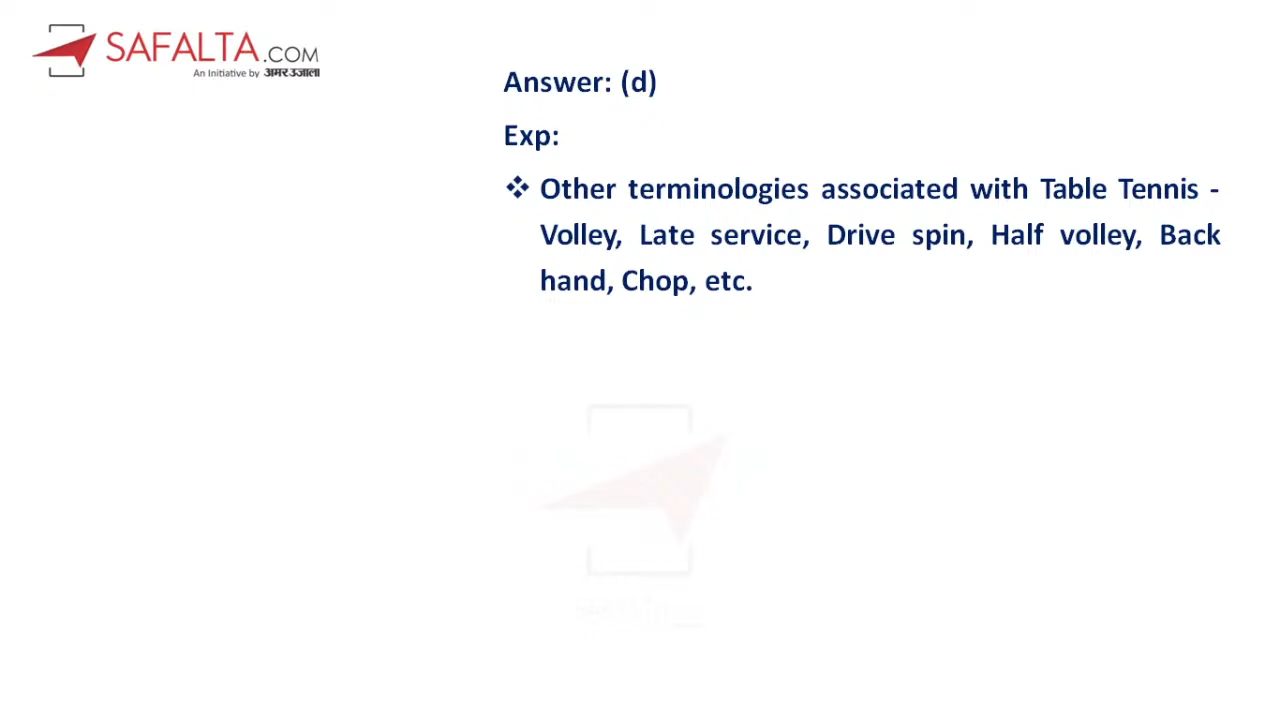 SAFALTA.COM
An Initiative by अमर उजाला
Answer: (d)
Exp:
❖ Other terminologies associated with Table Tennis -
Volley, Late service, Drive spin, Half volley, Back
hand, Chop, etc.